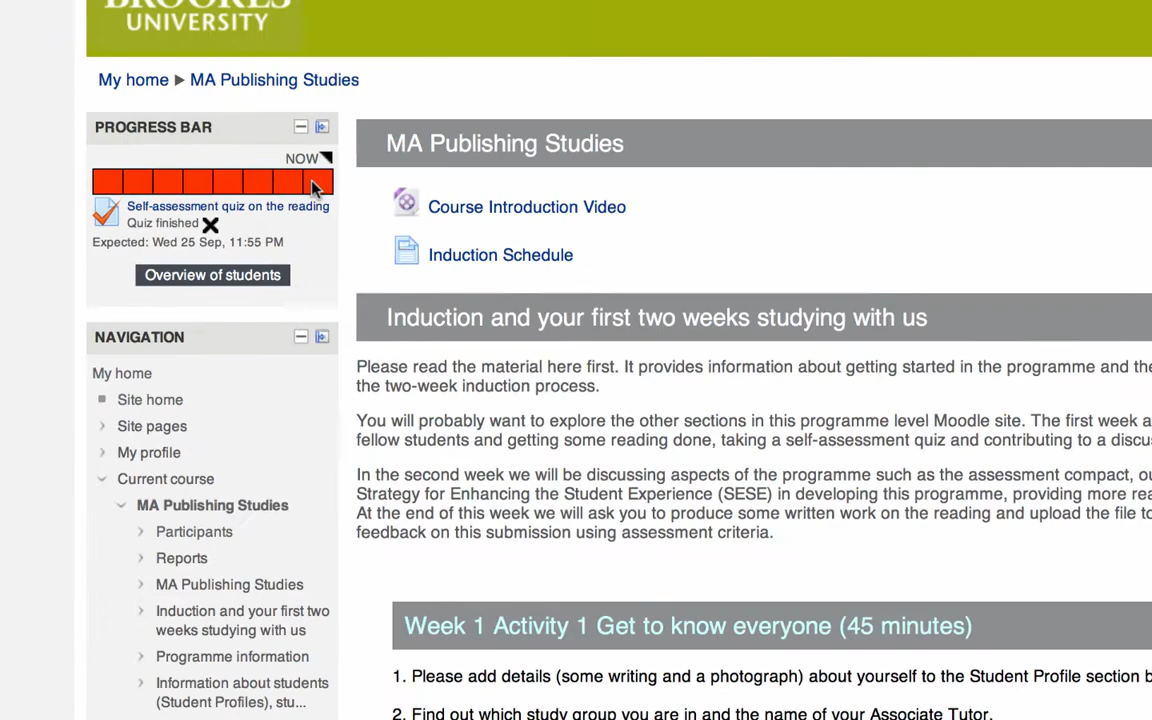 UNIVERSITY
My home ▶ MA Publishing Studies
PROGRESS BAR
NOW
Self-assessment quiz on the reading
Quiz finished
Expected: Wed 25 Sep, 11:55 PM
Overview of students
NAVIGATION
My home
Site home
Site pages
My profile
Current course
MA Publishing Studies
Participants
Reports
MA Publishing Studies
Induction and your first two
weeks studying with us
Programme information
Information about students
(Student Profiles), stu...
MA Publishing Studies
Course Introduction Video
Induction Schedule
Induction and your first two weeks studying with us
Please read the material here first. It provides information about getting started in the programme and the
the two-week induction process.
You will probably want to explore the other sections in this programme level Moodle site. The first week a
fellow students and getting some reading done, taking a self-assessment quiz and contributing to a discu
In the second week we will be discussing aspects of the programme such as the assessment compact, ou
Strategy for Enhancing the Student Experience (SESE) in developing this programme, providing more rea
At the end of this week we will ask you to produce some written work on the reading and upload the file to
feedback on this submission using assessment criteria.
Week 1 Activity 1 Get to know everyone (45 minutes)
1. Please add details (some writing and a photograph) about yourself to the Student Profile section b
2. Find out which study group you are in and the name of your Associate Tutor.